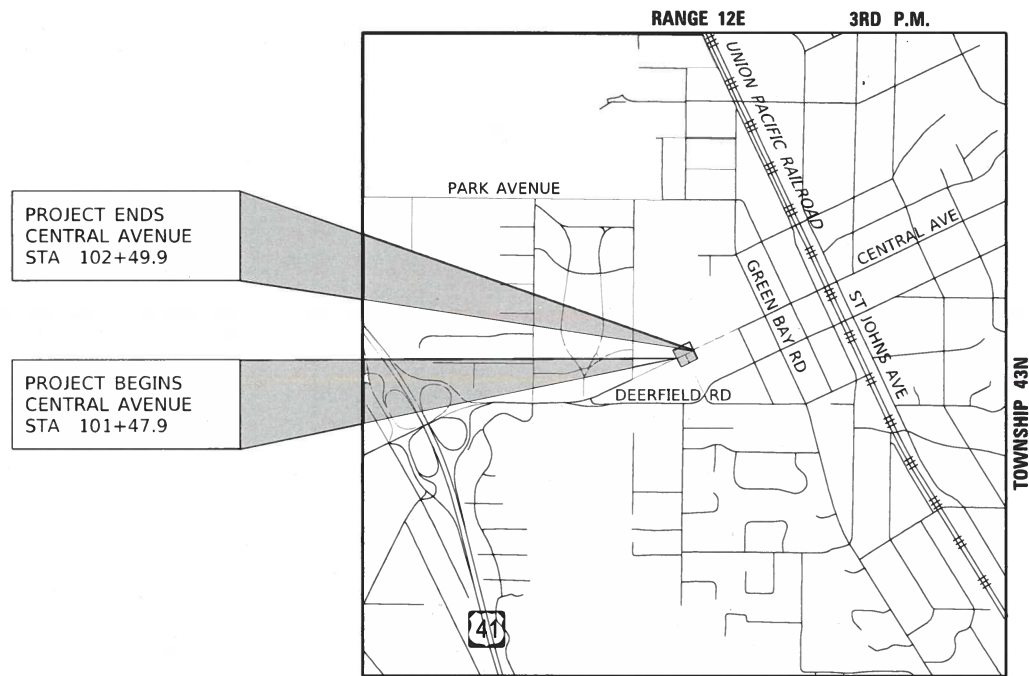 RANGE 12E 3RD P.M.
UNION PACIFIC RAILROAD
PARK AVENUE
PROJECT ENDS
CENTRAL AVENUE
STA 102+49.9
CENTRAL AVE
GREEN BAY RD
ST JOHNS AVE
PROJECT BEGINS
CENTRAL AVENUE
STA 101+47.9
DEERFIELD RD
TOWNSHIP 43N
41